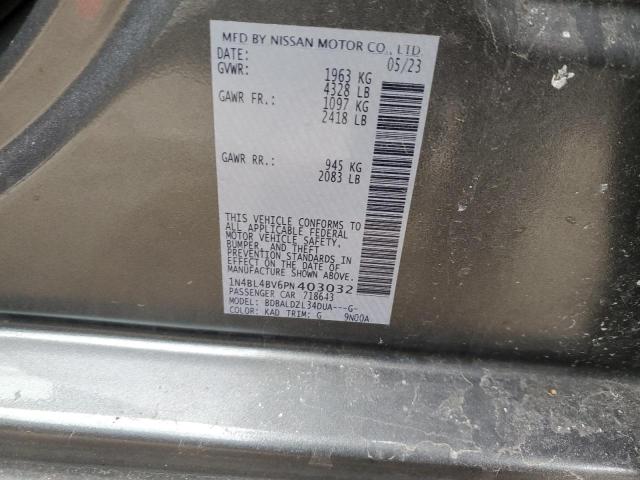 MFD BY NISSAN MOTOR CO., LTD.
DATE: 05/23
GVWR: 1963 KG
4328 LB
GAWR FR.: 1097 KG
2418 LB
GAWR RR.: 945 KG
2083 LB
THIS VEHICLE CONFORMS TO
ALL APPLICABLE FEDERAL
MOTOR VEHICLE SAFETY,
BUMPER, AND THEFT
PREVENTION STANDARDS IN
EFFECT ON THE DATE OF
MANUFACTURE SHOWN ABOVE.
1N4BL4BV6PN403032
PASSENGER CAR 718643
MODEL: BDBALDZL34DUA---G-
COLOR: KAD TRIM: G 9N00A